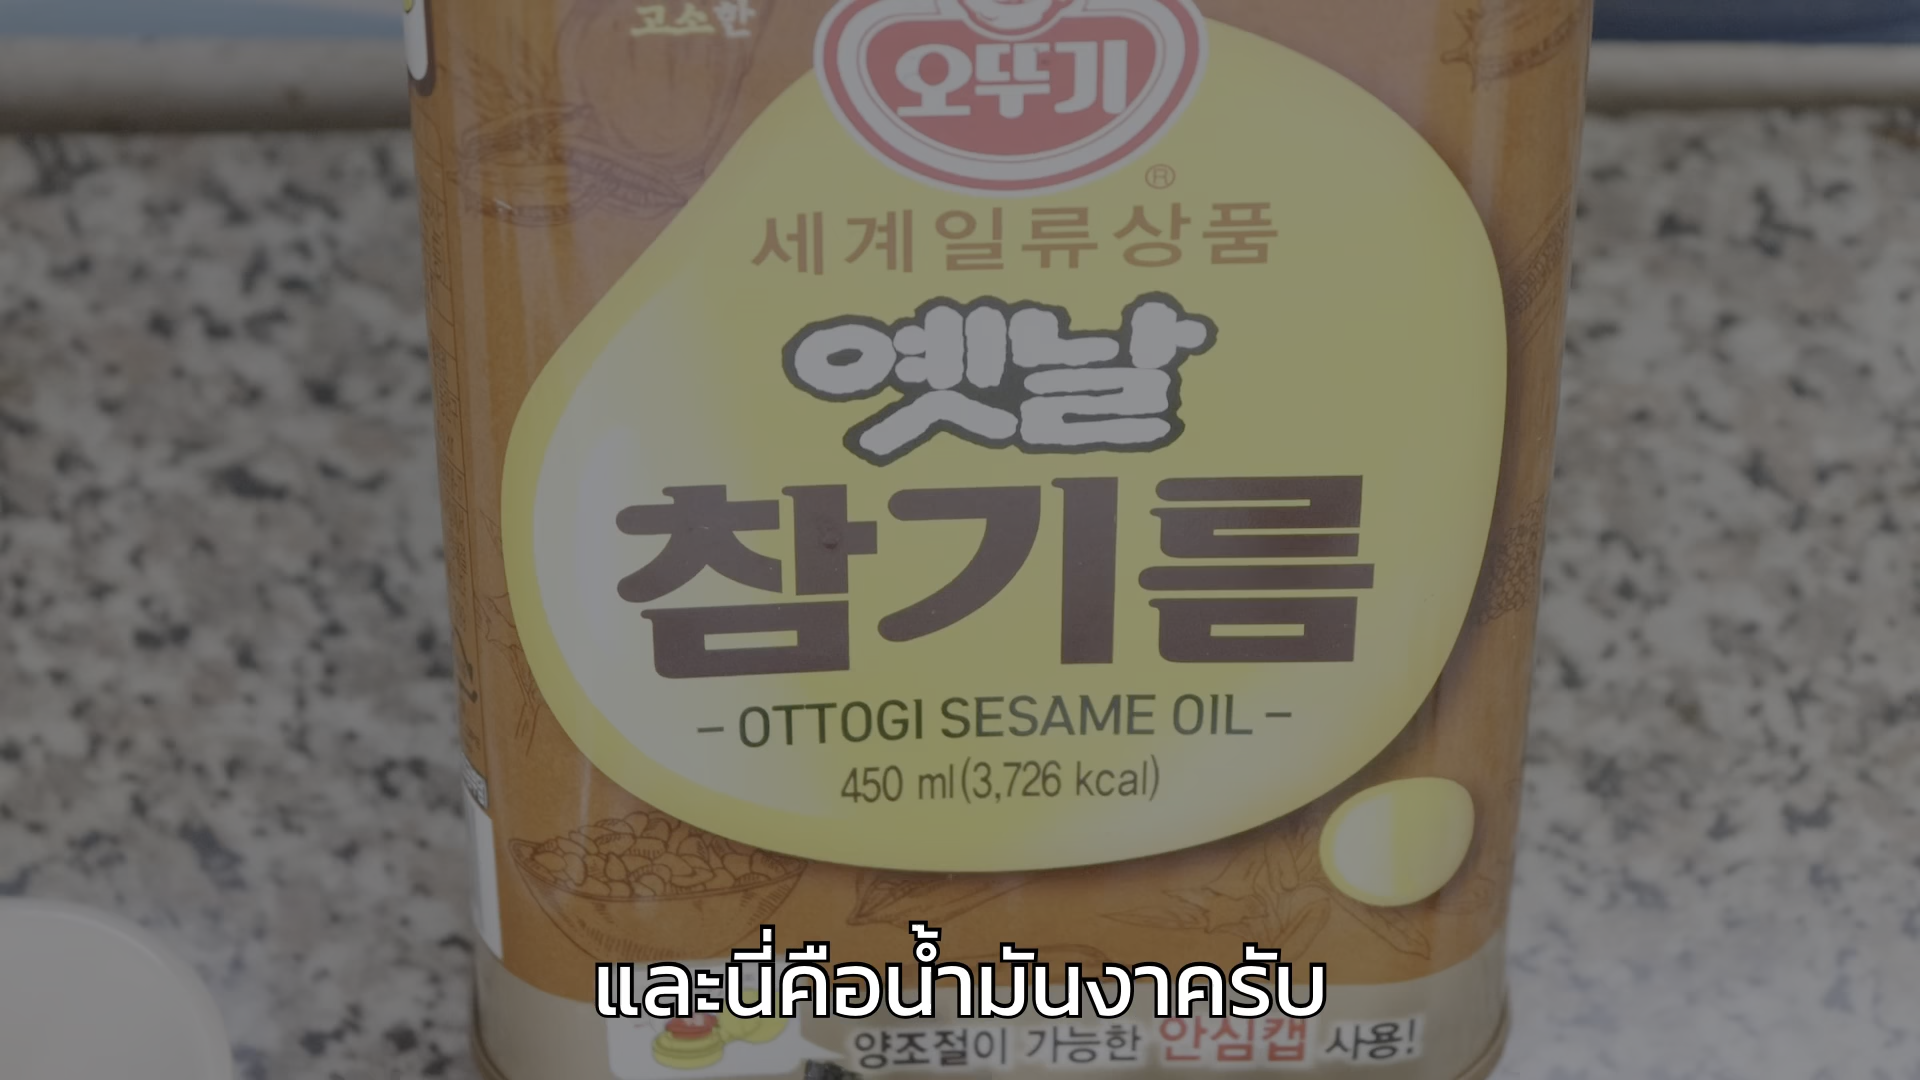 고소한
오뚜기
®
세계일류상품
옛날
참기름
– OTTOGI SESAME OIL –
450 ml(3,726 kcal)
และนี่คือน้ำมันงาครับ
양조절이 가능한 안심캡 사용!